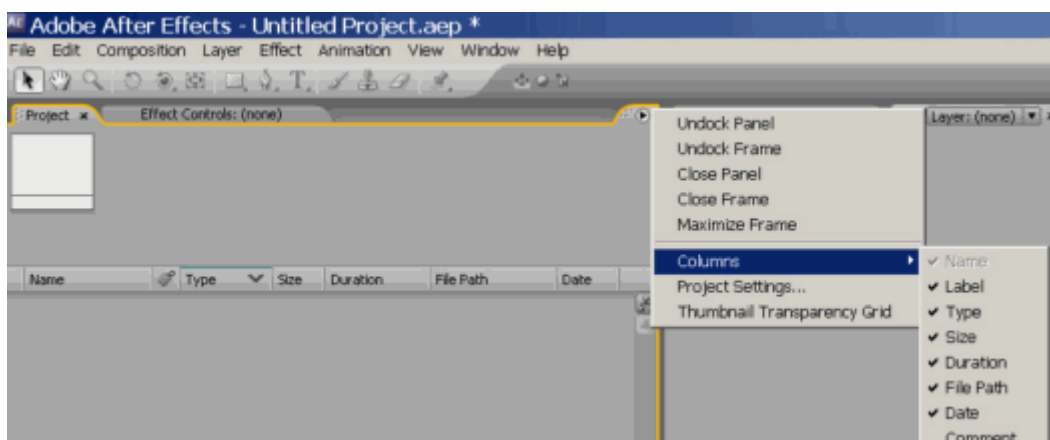 Adobe After Effects - Untitled Project.aep *
File Edit Composition Layer Effect Animation View Window Help
Project Effect Controls: (none) Layer: (none)
Undock Panel
Undock Frame
Close Panel
Close Frame
Maximize Frame
Columns
Project Settings...
Thumbnail Transparency Grid
Name Type Size Duration File Path Date
Name
Label
Type
Size
Duration
File Path
Date
Comment